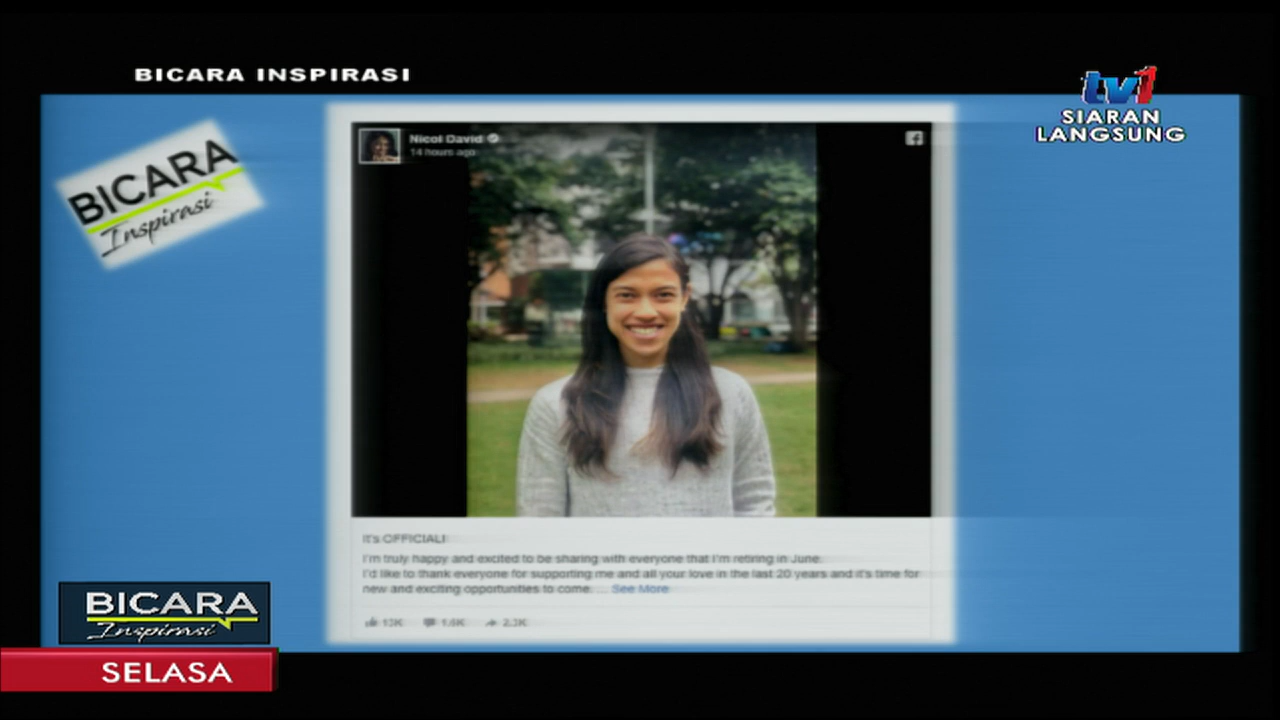 BICARA INSPIRASI
tv1
SIARAN
LANGSUNG
BICARA
Inspirasi
Nicol David
14 hours ago
It's OFFICIAL!
I'm truly happy and excited to be sharing with everyone that I'm retiring in June.
I'd like to thank everyone for supporting me and all your love in the last 20 years and it's time for
new and exciting opportunities to come. ... See More
13K 1.6K 2.3K
BICARA
Inspirasi
SELASA